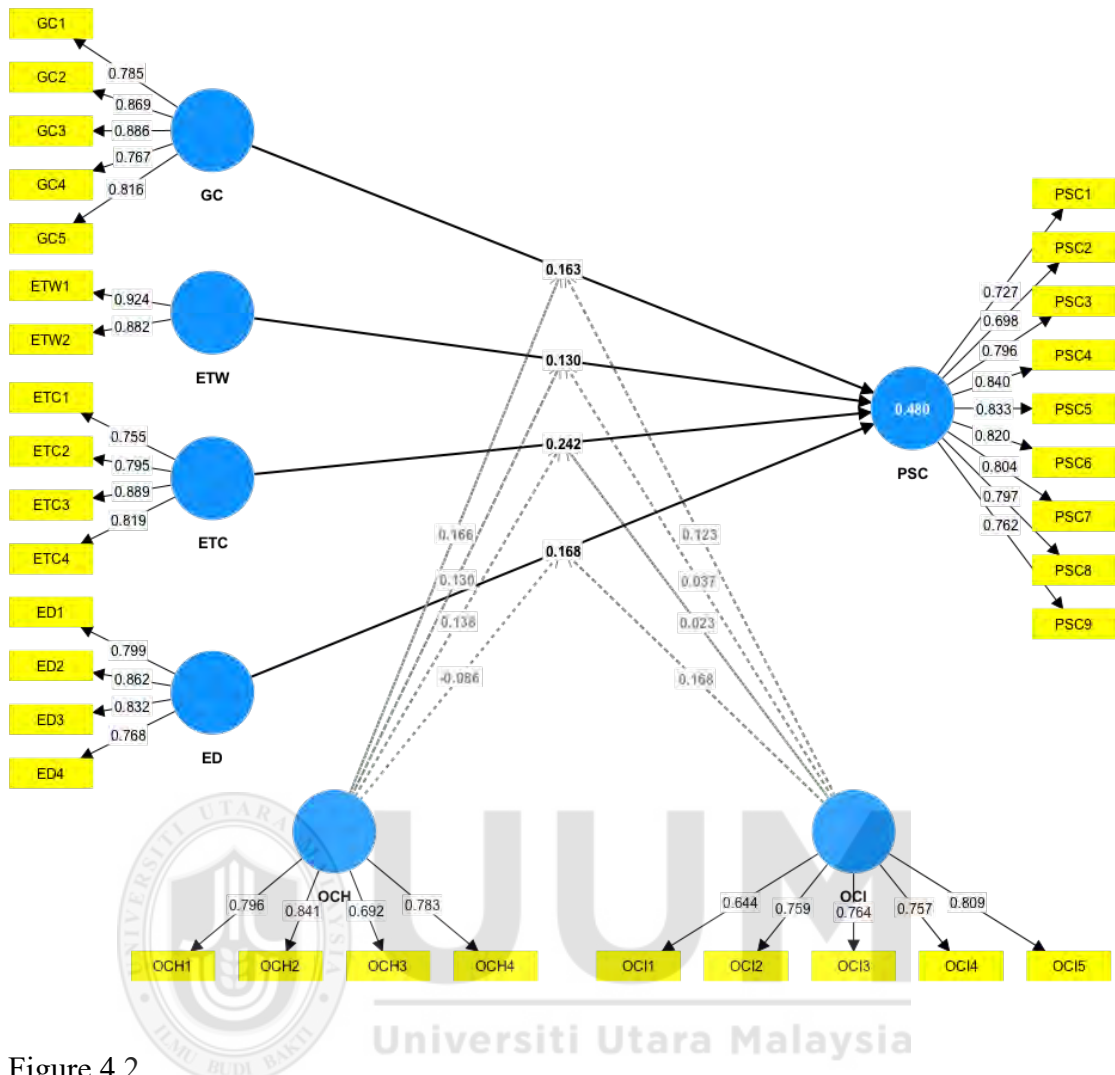 GC1
0.785
GC2
0.869
GC3
0.886
0.767
GC4
0.816
GC
GC5
ETW1
0.924
0.882
ETW2
ETW
ETC1
0.755
ETC2
0.795
0.889
ETC3
0.819
ETC
ETC4
ED1
0.799
ED2
0.862
0.832
ED3
0.768
ED
ED4
0.163
0.130
0.242
0.168
0.166
0.130
0.138
-0.086
0.123
0.037
0.023
0.168
0.480
PSC
PSC1
PSC2
0.727
PSC3
0.698
0.796
PSC4
0.840
0.833
PSC5
0.820
PSC6
0.804
0.797
PSC7
0.762
PSC8
PSC9
OCH
0.796
0.841
0.692
0.783
OCH1
OCH2
OCH3
OCH4
OCI
0.644
0.759
0.764
0.757
0.809
OCI1
OCI2
OCI3
OCI4
OCI5
UNIVERSITI UTARA MALAYSIA
ILMU BUDI BAKTI
UUM
Universiti Utara Malaysia
Figure 4.2